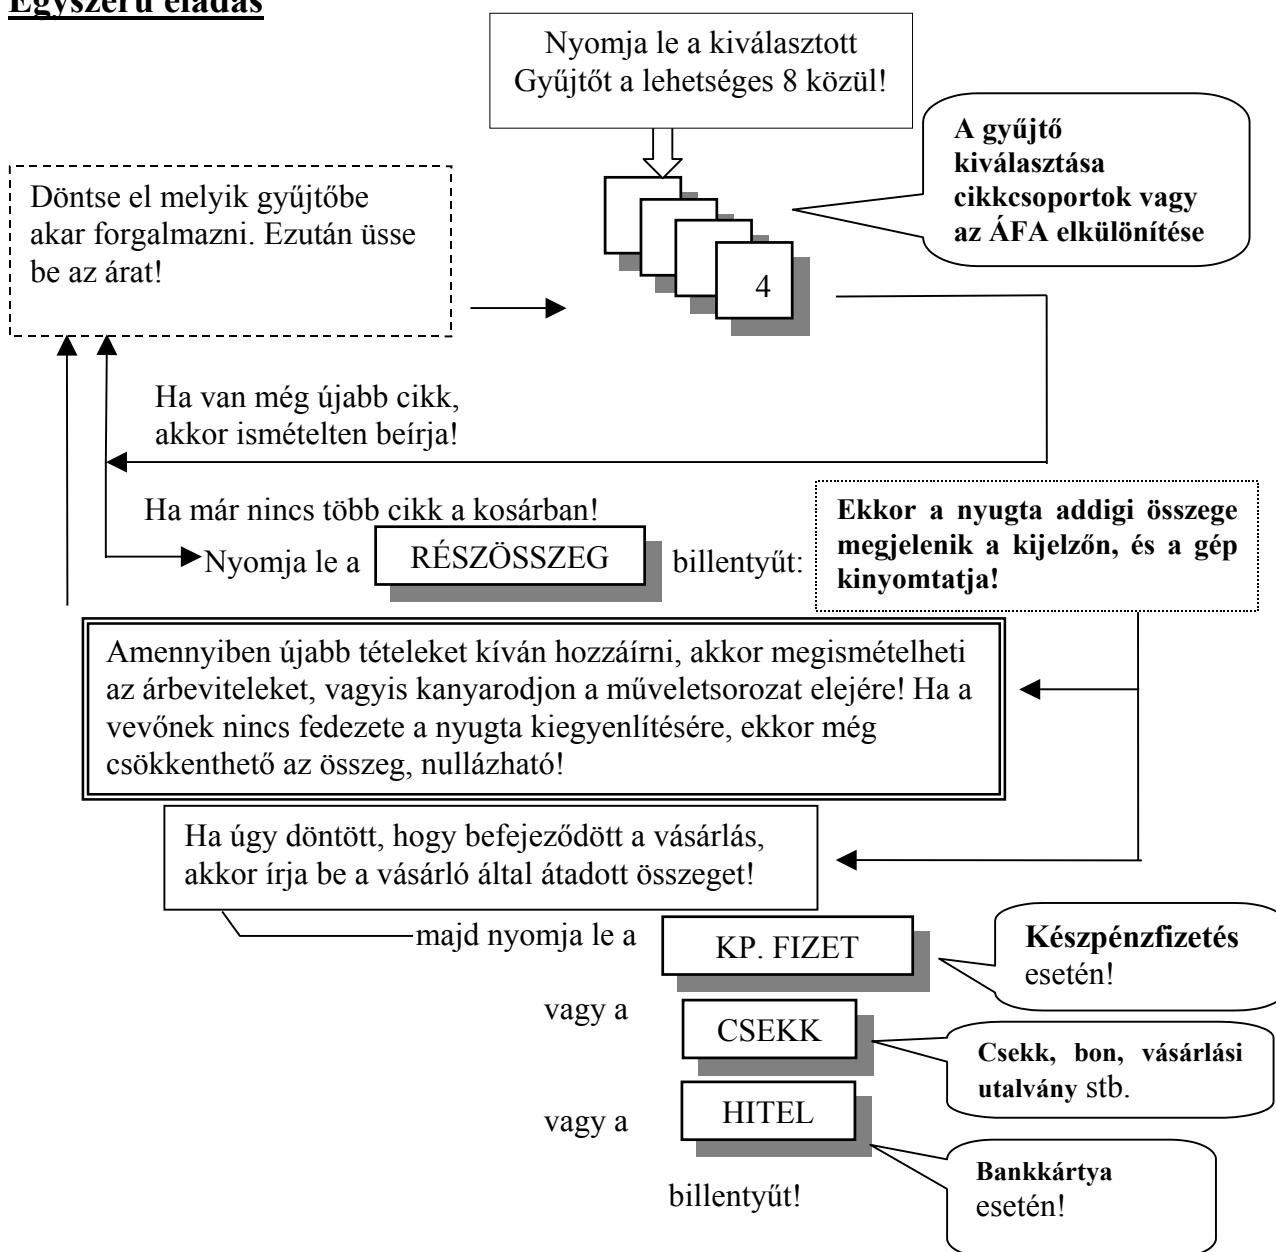 Egyszerű eladás
Nyomja le a kiválasztott
Gyűjtőt a lehetséges 8 közül!
A gyűjtő
kiválasztása
cikkcsoportok vagy
az ÁFA elkülönítése
Döntse el melyik gyűjtőbe
akar forgalmazni. Ezután üsse
be az árat!
4
Ha van még újabb cikk,
akkor ismételten beírja!
Ha már nincs több cikk a kosárban!
Nyomja le a RÉSZÖSSZEG billentyűt:
Ekkor a nyugta addigi összege
megjelenik a kijelzőn, és a gép
kinyomtatja!
Amennyiben újabb tételeket kíván hozzáírni, akkor megismételheti
az árbeviteleket, vagyis kanyarodjon a műveletsorozat elejére! Ha a
vevőnek nincs fedezete a nyugta kiegyenlítésére, ekkor még
csökkenthető az összeg, nullázható!
Ha úgy döntött, hogy befejeződött a vásárlás,
akkor írja be a vásárló által átadott összeget!
majd nyomja le a KP. FIZET
Készpénzfizetés
esetén!
vagy a CSEKK
Csekk, bon, vásárlási
utalvány stb.
vagy a HITEL
Bankkártya
esetén!
billentyűt!